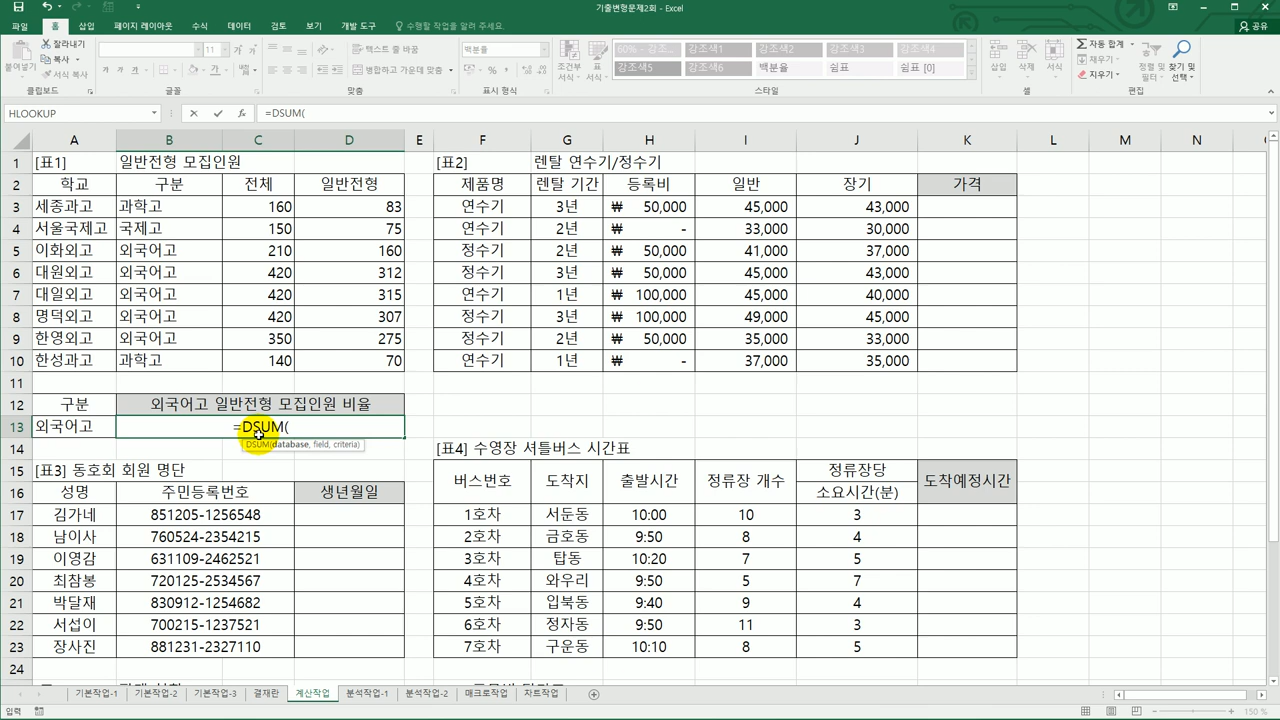 기출변형문제2회 - Excel
파일 홈 삽입 페이지 레이아웃 수식 데이터 검토 보기 개발 도구 수행할 작업을 알려 주세요. 공유
붙여넣기 잘라내기 복사 서식 복사 클립보드
11 가 가 가 글꼴
텍스트 줄 바꿈 병합하고 가운데 맞춤 맞춤
백분율 % 표시 형식
조건부 서식 표 서식 60% - 강조... 강조색1 강조색2 강조색3 강조색4
강조색5 강조색6 백분율 쉼표 쉼표 [0] 스타일
삽입 삭제 서식 셀
자동 합계 채우기 지우기 정렬 및 필터 찾기 및 선택 편집
HLOOKUP fx =DSUM(
A B C D E F G H I J K L M N
1 [표1] 일반전형 모집인원 [표2] 렌탈 연수기/정수기
2 학교 구분 전체 일반전형 제품명 렌탈 기간 등록비 일반 장기 가격
3 세종과고 과학고 160 83 연수기 3년 ₩ 50,000 45,000 43,000
4 서울국제고 국제고 150 75 연수기 2년 ₩ - 33,000 30,000
5 이화외고 외국어고 210 160 정수기 2년 ₩ 50,000 41,000 37,000
6 대원외고 외국어고 420 312 정수기 3년 ₩ 50,000 45,000 43,000
7 대일외고 외국어고 420 315 연수기 1년 ₩ 100,000 45,000 40,000
8 명덕외고 외국어고 420 307 정수기 3년 ₩ 100,000 49,000 45,000
9 한영외고 외국어고 350 275 정수기 2년 ₩ 50,000 35,000 33,000
10 한성과고 과학고 140 70 연수기 1년 ₩ - 37,000 35,000
11
12 구분 외국어고 일반전형 모집인원 비율
13 외국어고 =DSUM(
DSUM(database, field, criteria)
14 [표4] 수영장 셔틀버스 시간표
15 [표3] 동호회 회원 명단 버스번호 도착지 출발시간 정류장 개수 정류장당 도착예정시간
16 성명 주민등록번호 생년월일 소요시간(분)
17 김가네 851205-1256548 1호차 서둔동 10:00 10 3
18 남이사 760524-2354215 2호차 금호동 9:50 8 4
19 이영감 631109-2462521 3호차 탑동 10:20 7 5
20 최참봉 720125-2534567 4호차 와우리 9:50 5 7
21 박달재 830912-1254682 5호차 입북동 9:40 9 4
22 서섭이 700215-1237521 6호차 정자동 9:50 11 3
23 장사진 881231-2327110 7호차 구운동 10:10 8 5
24
기본작업-1 기본작업-2 기본작업-3 결재란 계산작업 분석작업-1 분석작업-2 매크로작업 차트작업
입력 150 %